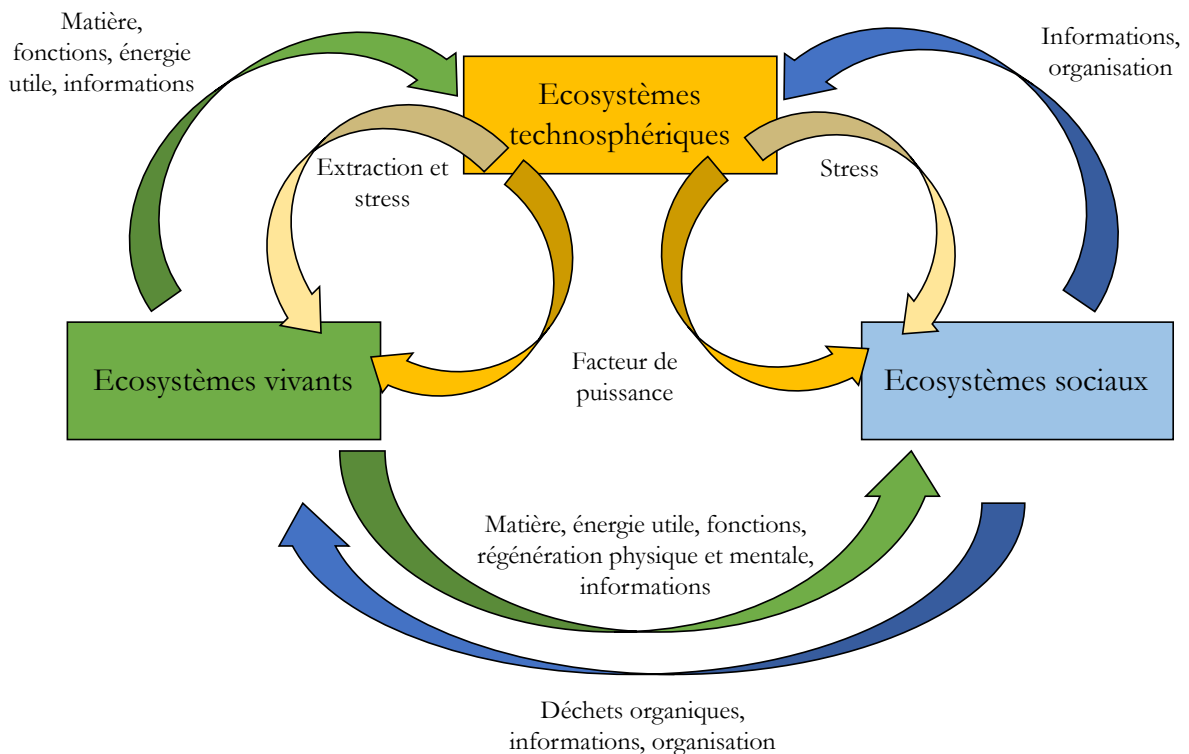 Matière,
fonctions, énergie
utile, informations
Informations,
organisation
Ecosystèmes
technosphériques
Extraction et
stress
Stress
Ecosystèmes vivants
Facteur de
puissance
Ecosystèmes sociaux
Matière, énergie utile, fonctions,
régénération physique et mentale,
informations
Déchets organiques,
informations, organisation